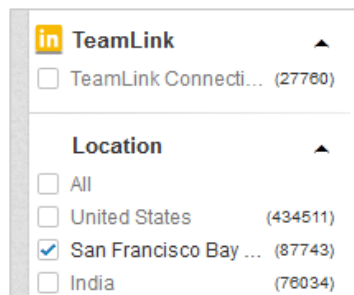 in TeamLink
TeamLink Connecti... (27760)
Location
All
United States (434511)
San Francisco Bay ... (87743)
India (76034)